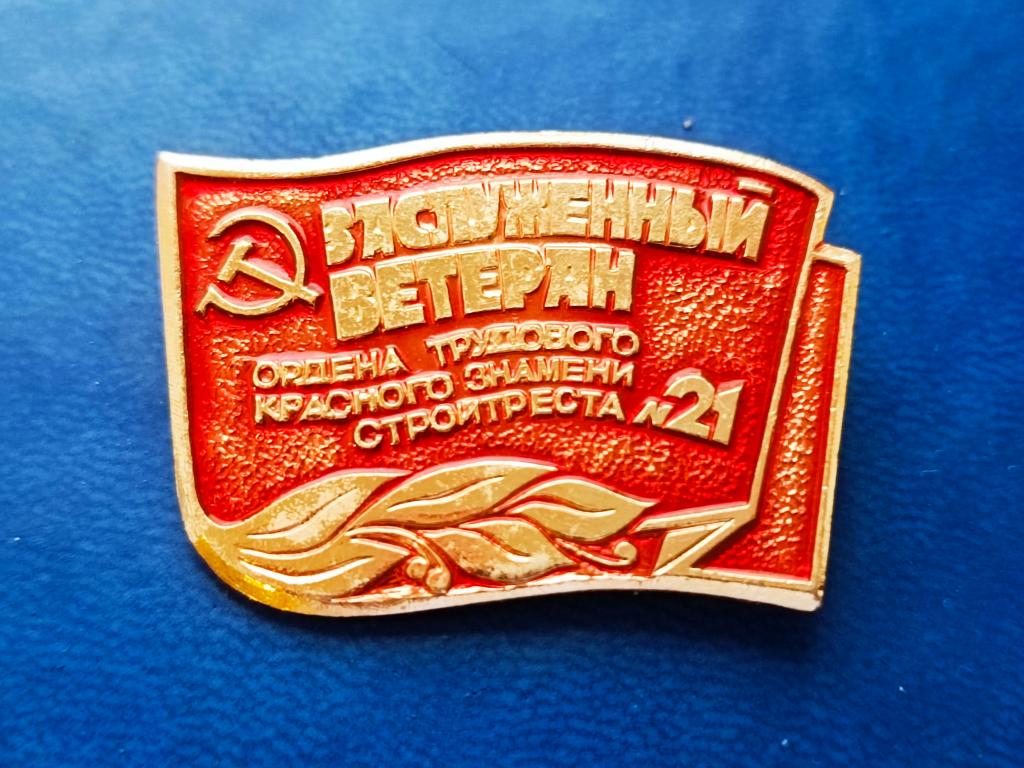 ЗАСЛУЖЕННЫЙ
ВЕТЕРАН
ОРДЕНА ТРУДОВОГО
КРАСНОГО ЗНАМЕНИ
СТРОЙТРЕСТА №21